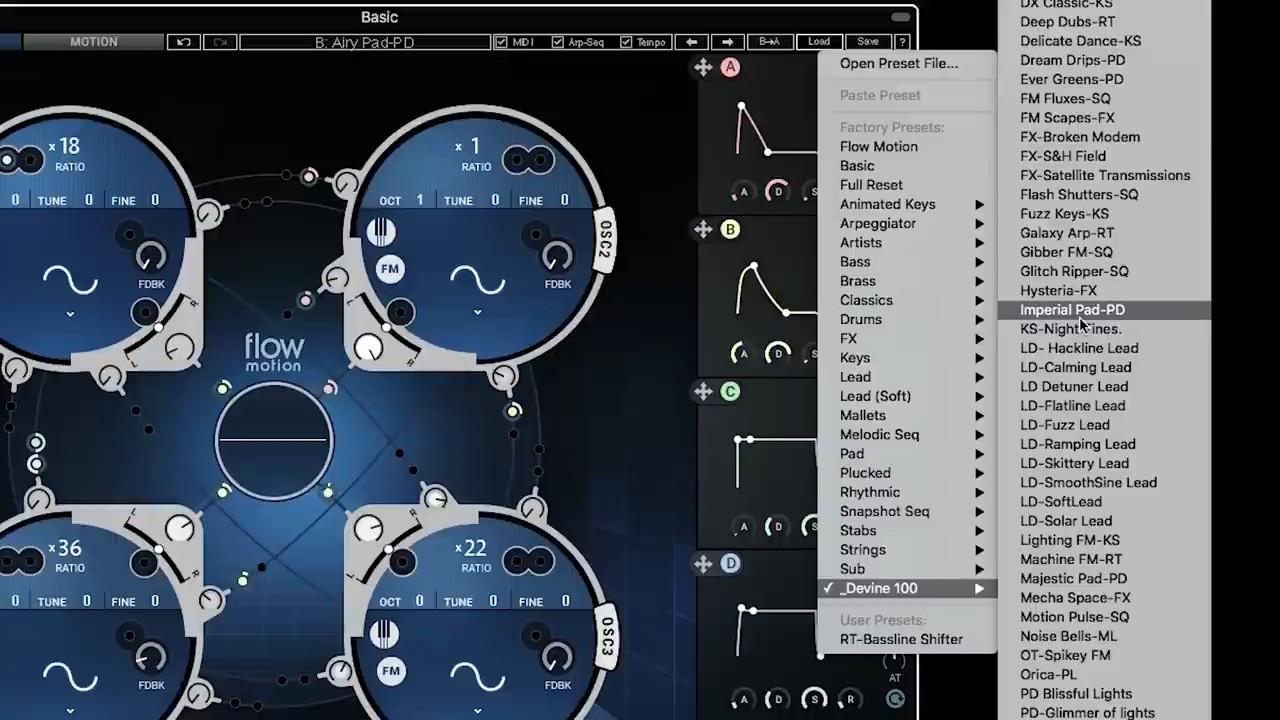 Basic
MOTION
B: Airy Pad-PD
MIDI
Arp-Seq
Tempo
B→A
Load
Save
?
x18
RATIO
0 TUNE 0 FINE 0
FDBK
x 1
RATIO
OCT 1 TUNE 0 FINE 0
FM
FDBK
OSC2
R
L
L
R
flow
motion
L
R
R
L
x36
RATIO
0 TUNE 0 FINE 0
FDBK
x22
RATIO
OCT 0 TUNE 0 FINE 0
FM
FDBK
OSC3
A
A D S
B
A D S
C
A D S
D
A D S R
AT
Open Preset File...
Paste Preset
Factory Presets:
Flow Motion
Basic
Full Reset
Animated Keys
Arpeggiator
Artists
Bass
Brass
Classics
Drums
FX
Keys
Lead
Lead (Soft)
Mallets
Melodic Seq
Pad
Plucked
Rhythmic
Snapshot Seq
Stabs
Strings
Sub
✓ _Devine 100
User Presets:
RT-Bassline Shifter
DX Classic-KS
Deep Dubs-RT
Delicate Dance-KS
Dream Drips-PD
Ever Greens-PD
FM Fluxes-SQ
FM Scapes-FX
FX-Broken Modem
FX-S&H Field
FX-Satellite Transmissions
Flash Shutters-SQ
Fuzz Keys-KS
Galaxy Arp-RT
Gibber FM-SQ
Glitch Ripper-SQ
Hysteria-FX
Imperial Pad-PD
KS-Night ines.
LD- Hackline Lead
LD-Calming Lead
LD Detuner Lead
LD-Flatline Lead
LD-Fuzz Lead
LD-Ramping Lead
LD-Skittery Lead
LD-SmoothSine Lead
LD-SoftLead
LD-Solar Lead
Lighting FM-KS
Machine FM-RT
Majestic Pad-PD
Mecha Space-FX
Motion Pulse-SQ
Noise Bells-ML
OT-Spikey FM
Orica-PL
PD Blissful Lights
PD-Glimmer of lights